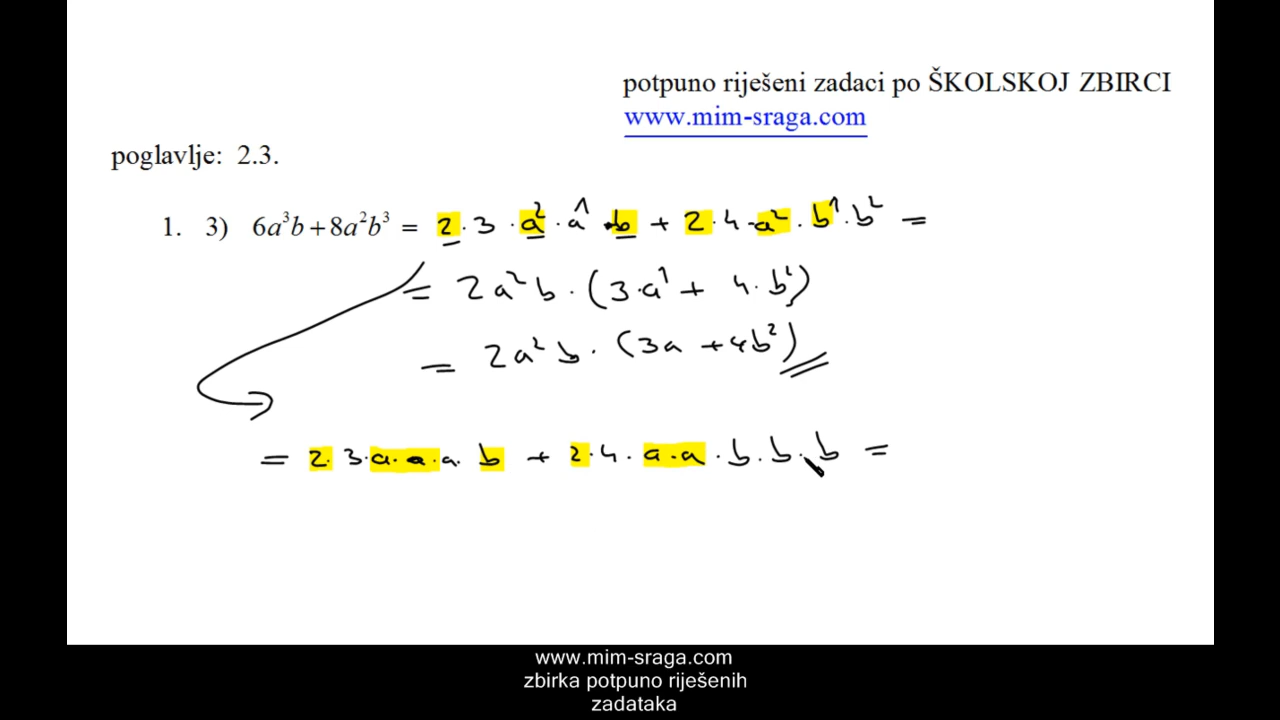 potpuno riješeni zadaci po ŠKOLSKOJ ZBIRCI
www.mim-sraga.com
poglavlje: 2.3.
1. 3) 6a³b + 8a²b³ = 2 · 3 · a² · a¹ · b + 2 · 4 · a² · b¹ · b² =
= 2a²b · (3 · a¹ + 4 · b²)
= 2a²b · (3a + 4b²)
= 2 · 3 · a · a · a · b + 2 · 4 · a · a · b · b · b =
www.mim-sraga.com
zbirka potpuno riješenih
zadataka